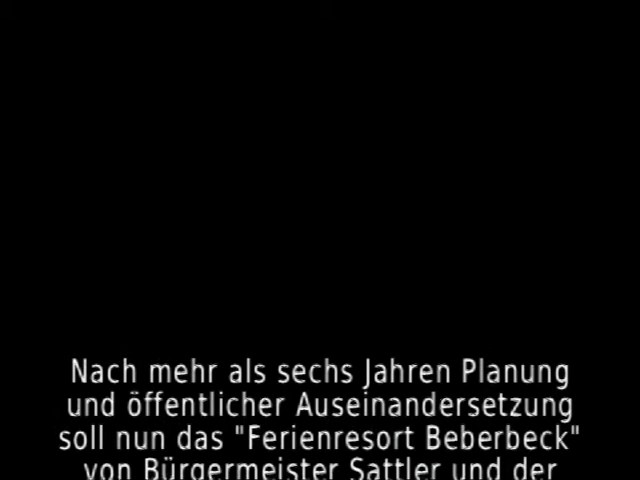 Nach mehr als sechs Jahren Planung
und öffentlicher Auseinandersetzung
soll nun das "Ferienresort Beberbeck"
von Bürgermeister Sattler und der